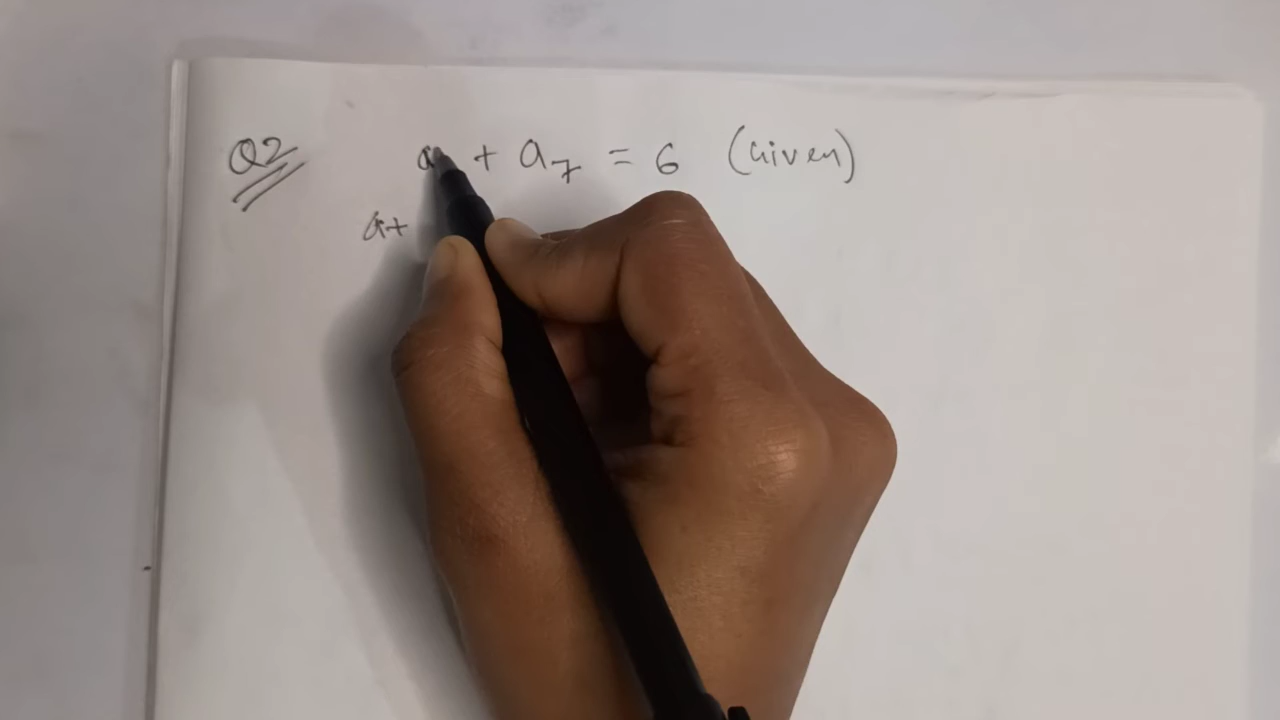 Q2 a + a7 = 6 (Given)
a+